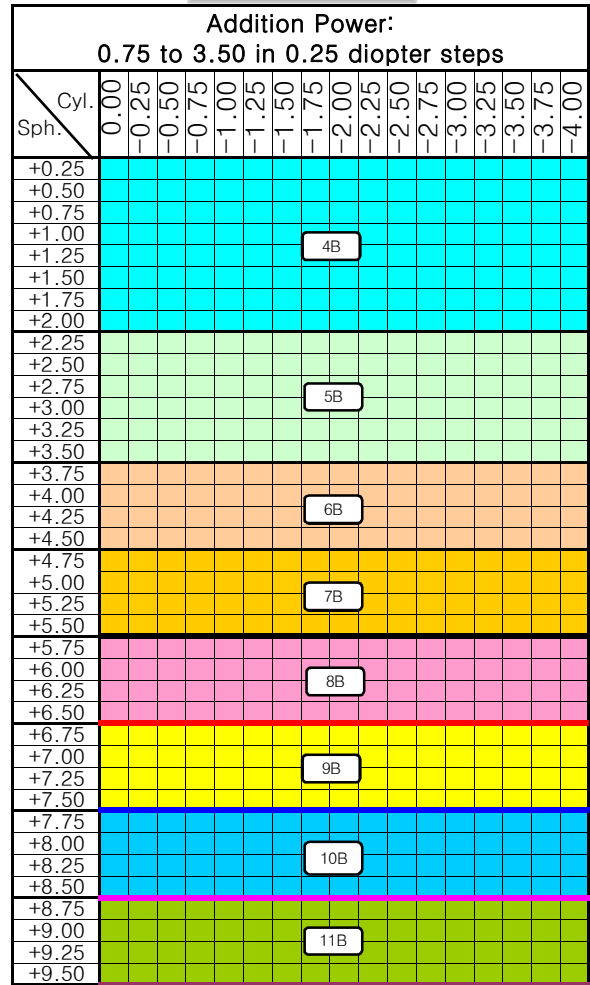 Addition Power:
0.75 to 3.50 in 0.25 diopter steps
Cyl.
Sph.
0.00 −0.25 −0.50 −0.75 −1.00 −1.25 −1.50 −1.75 −2.00 −2.25 −2.50 −2.75 −3.00 −3.25 −3.50 −3.75 −4.00
+0.25
+0.50
+0.75
+1.00
4B
+1.25
+1.50
+1.75
+2.00
+2.25
+2.50
+2.75
5B
+3.00
+3.25
+3.50
+3.75
+4.00
6B
+4.25
+4.50
+4.75
+5.00
7B
+5.25
+5.50
+5.75
+6.00
8B
+6.25
+6.50
+6.75
+7.00
9B
+7.25
+7.50
+7.75
+8.00
10B
+8.25
+8.50
+8.75
+9.00
11B
+9.25
+9.50